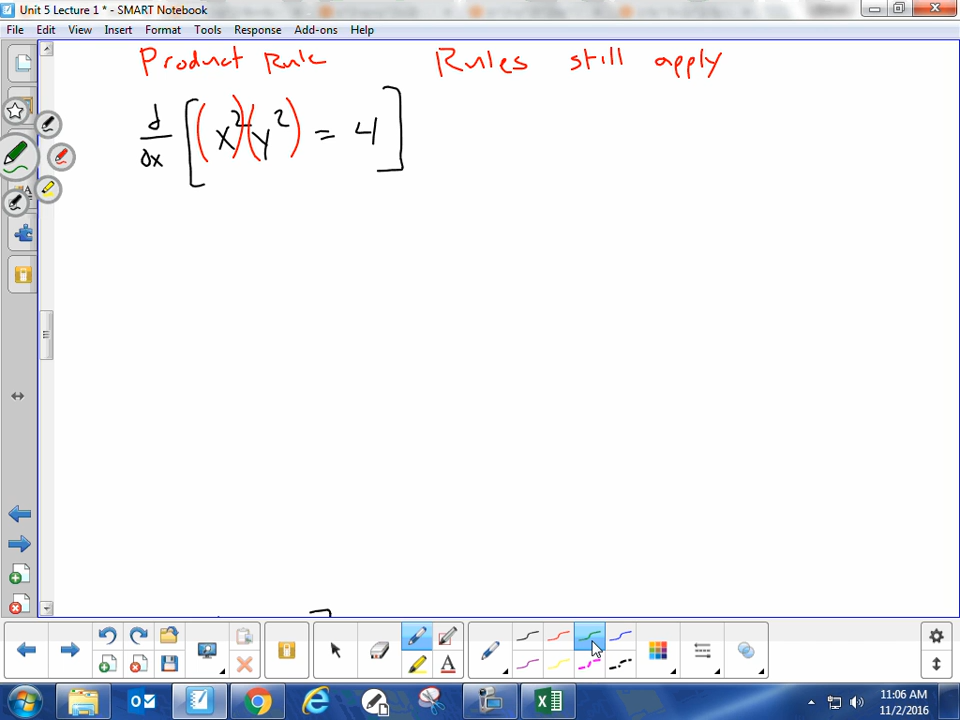 Unit 5 Lecture 1 * - SMART Notebook
File Edit View Insert Format Tools Response Add-ons Help
Product Rule Rules still apply
d/dx [(x²)(y²) = 4]
A
11:06 AM
11/2/2016